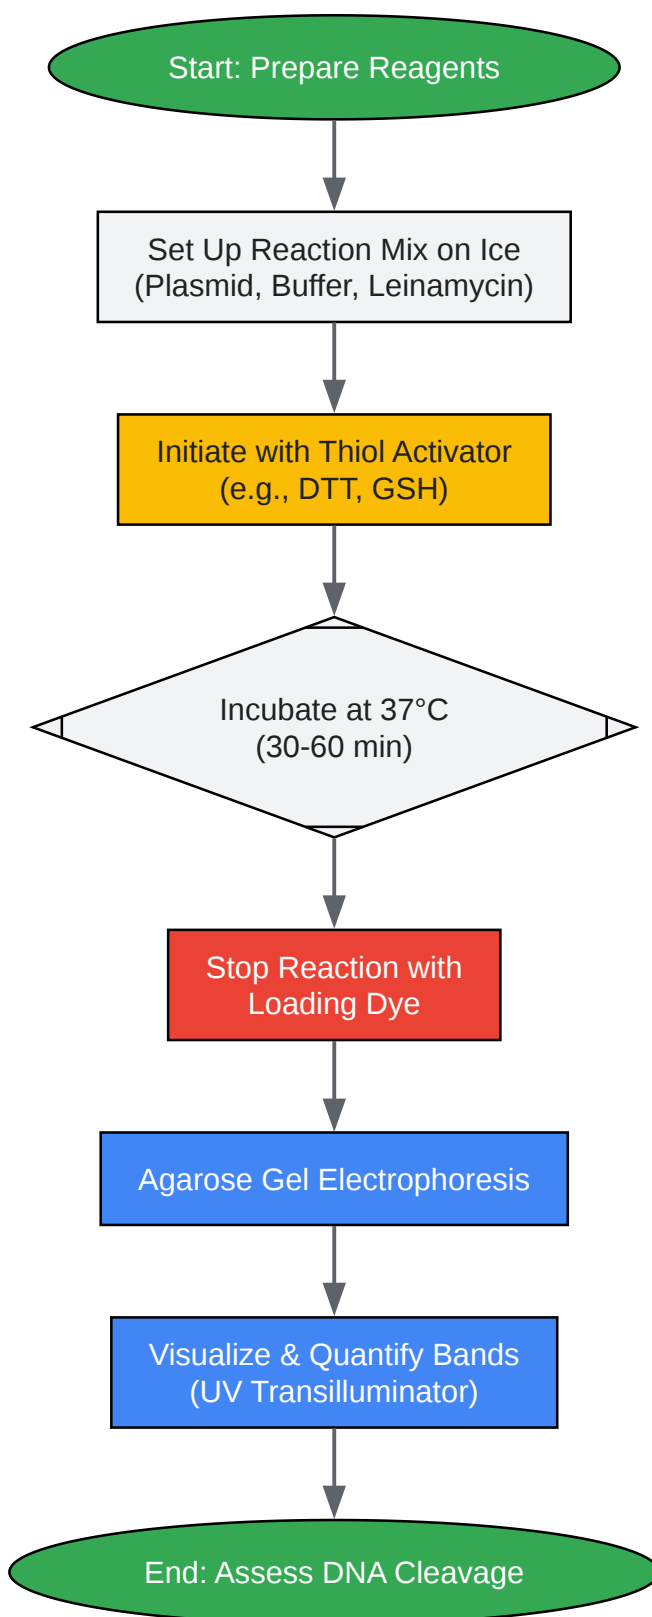 Start: Prepare Reagents
Set Up Reaction Mix on Ice
(Plasmid, Buffer, Leinamycin)
Initiate with Thiol Activator
(e.g., DTT, GSH)
Incubate at 37°C
(30-60 min)
Stop Reaction with
Loading Dye
Agarose Gel Electrophoresis
Visualize & Quantify Bands
(UV Transilluminator)
End: Assess DNA Cleavage